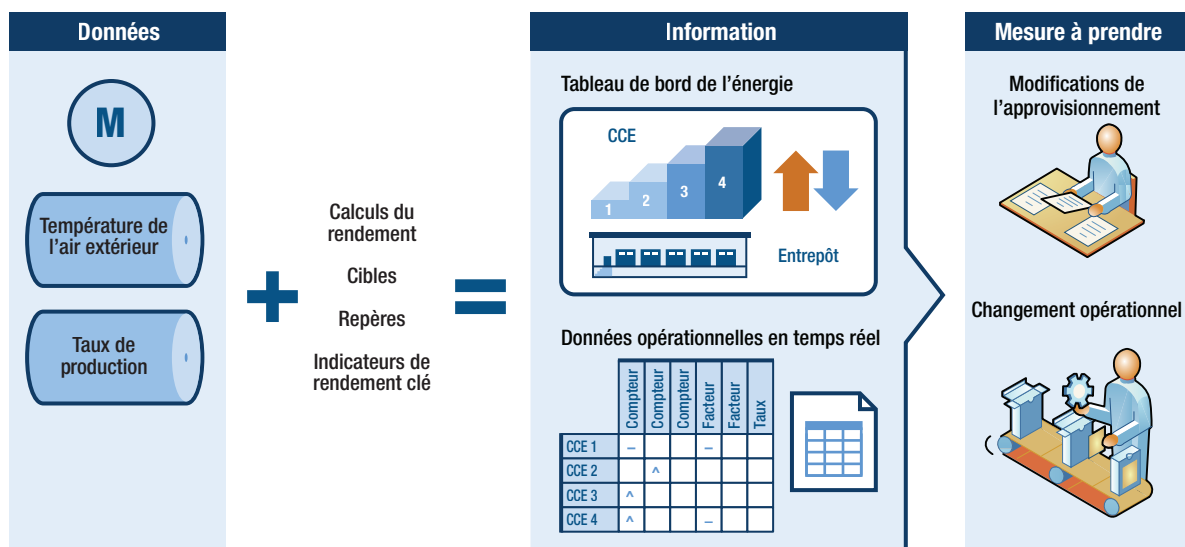 Données
M
Température de
l'air extérieur
Taux de
production
Calculs du
rendement
Cibles
Repères
Indicateurs de
rendement clé
Information
Tableau de bord de l'énergie
CCE
1
2
3
4
Entrepôt
Données opérationnelles en temps réel
Compteur
Compteur
Compteur
Facteur
Facteur
Taux
CCE 1 – –
CCE 2 ^
CCE 3 ^
CCE 4 ^ –
Mesure à prendre
Modifications de
l'approvisionnement
Changement opérationnel